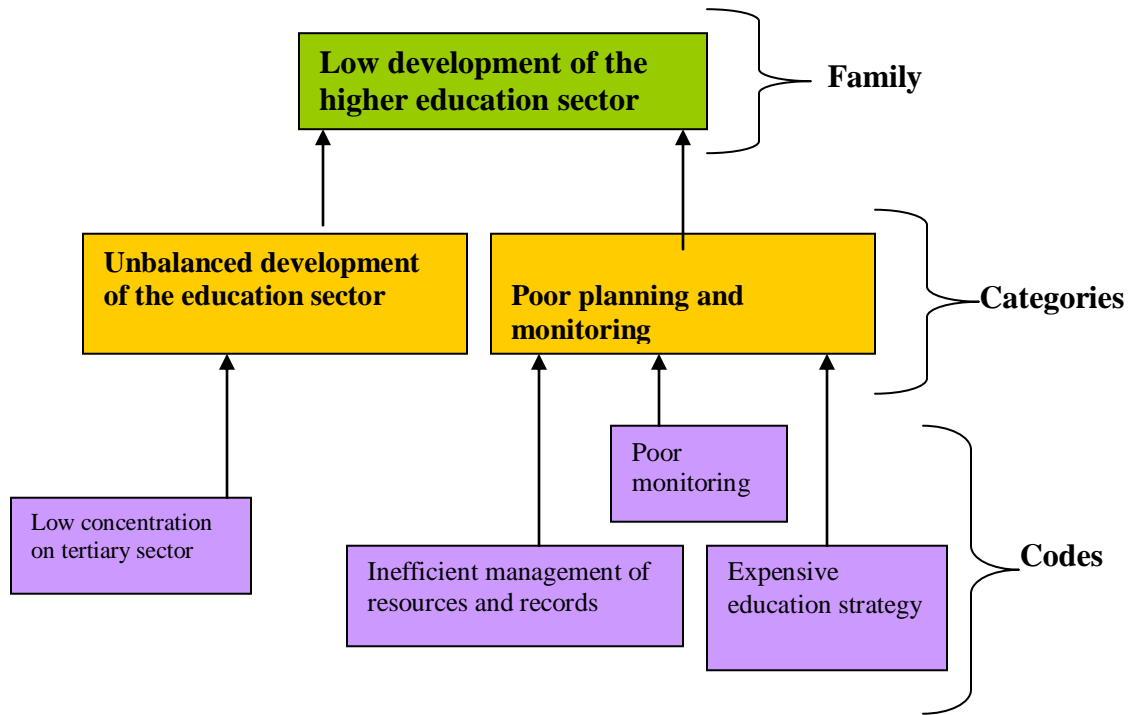 Low development of the
higher education sector
Family
Unbalanced development
of the education sector
Poor planning and
monitoring
Categories
Poor
monitoring
Low concentration
on tertiary sector
Inefficient management of
resources and records
Expensive
education strategy
Codes